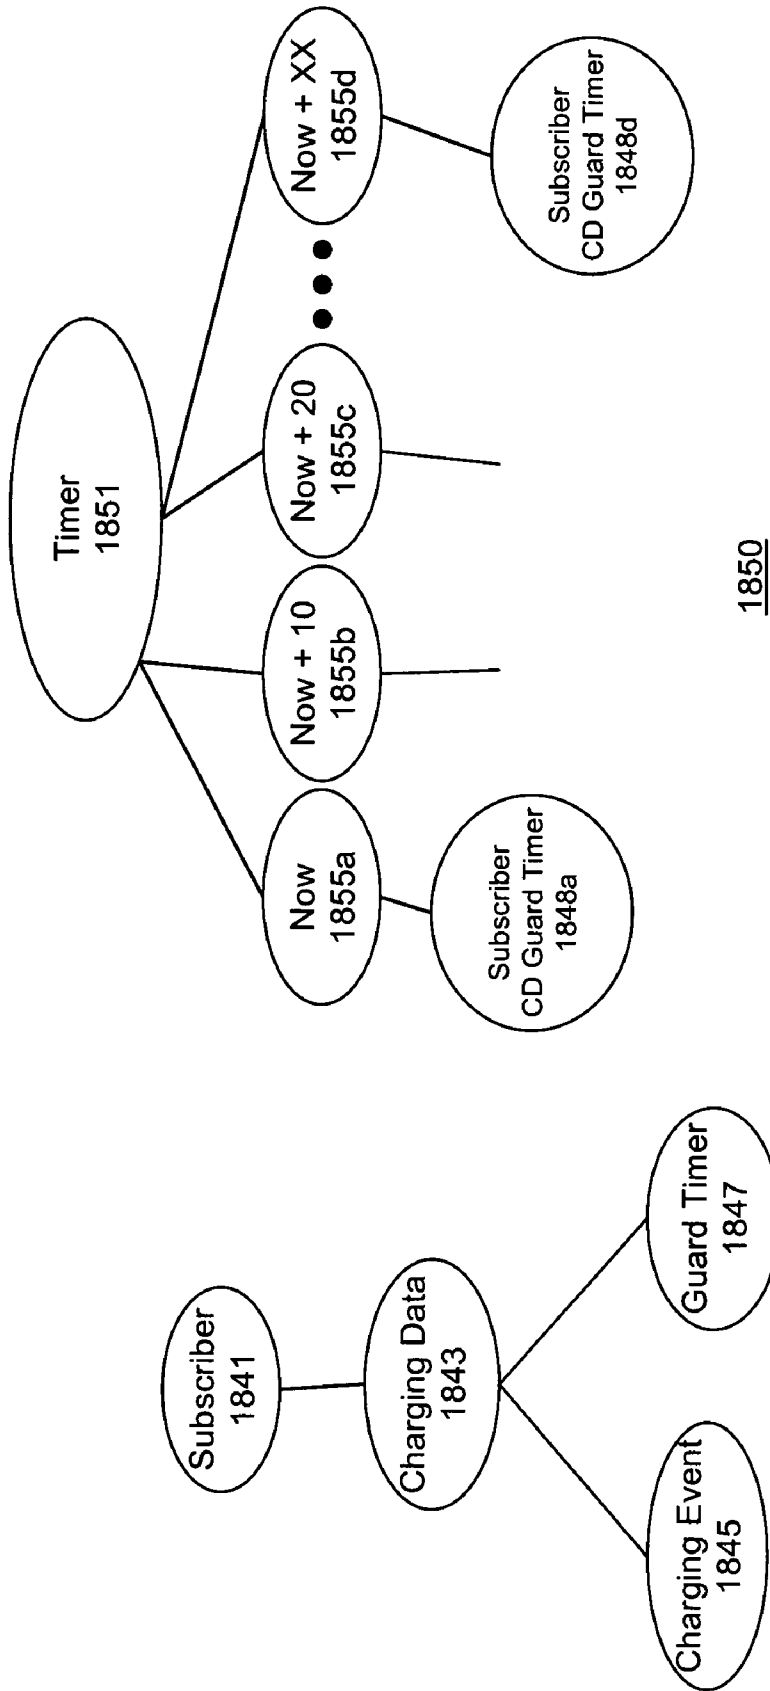 Subscriber
1841
Charging Data
1843
Charging Event
1845
Guard Timer
1847
Timer
1851
Now
1855a
Now + 10
1855b
Now + 20
1855c
Now + XX
1855d
Subscriber
CD Guard Timer
1848a
Subscriber
CD Guard Timer
1848d
1850